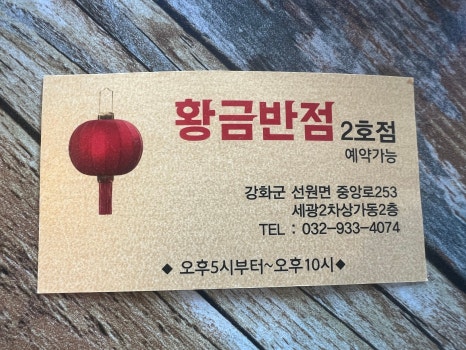 황금반점 2호점
예약가능
강화군 선원면 중앙로253
세광2차상가동2층
TEL : 032-933-4074
◆ 오후5시부터~오후10시◆